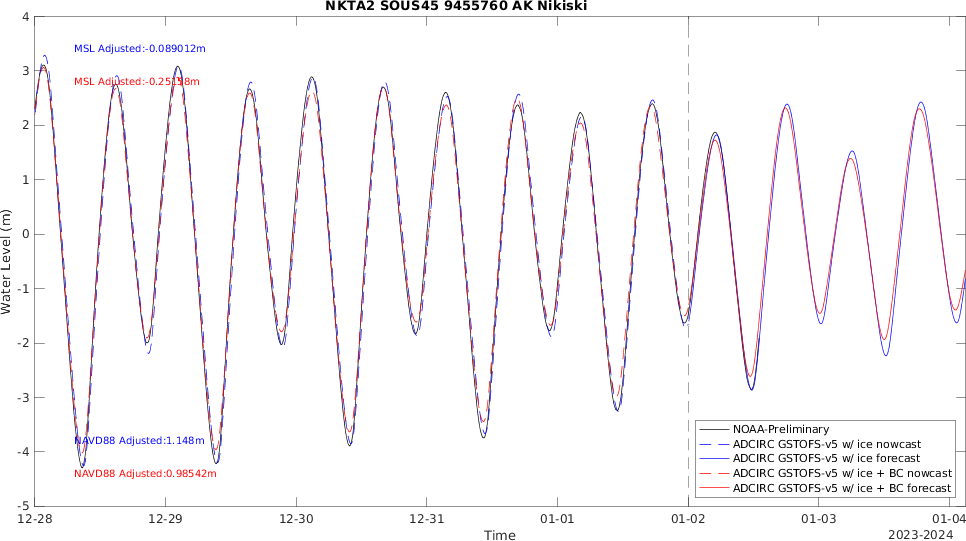 NKTA2 SOUS45 9455760 AK Nikiski
Water Level (m)
4
3
2
1
0
-1
-2
-3
-4
-5
MSL Adjusted:-0.089012m
MSL Adjusted:-0.25158m
NAVD88 Adjusted:1.148m
NAVD88 Adjusted:0.98542m
NOAA-Preliminary
ADCIRC GSTOFS-v5 w/ ice nowcast
ADCIRC GSTOFS-v5 w/ ice forecast
ADCIRC GSTOFS-v5 w/ ice + BC nowcast
ADCIRC GSTOFS-v5 w/ ice + BC forecast
12-28 12-29 12-30 12-31 01-01 01-02 01-03 01-04
Time
2023-2024